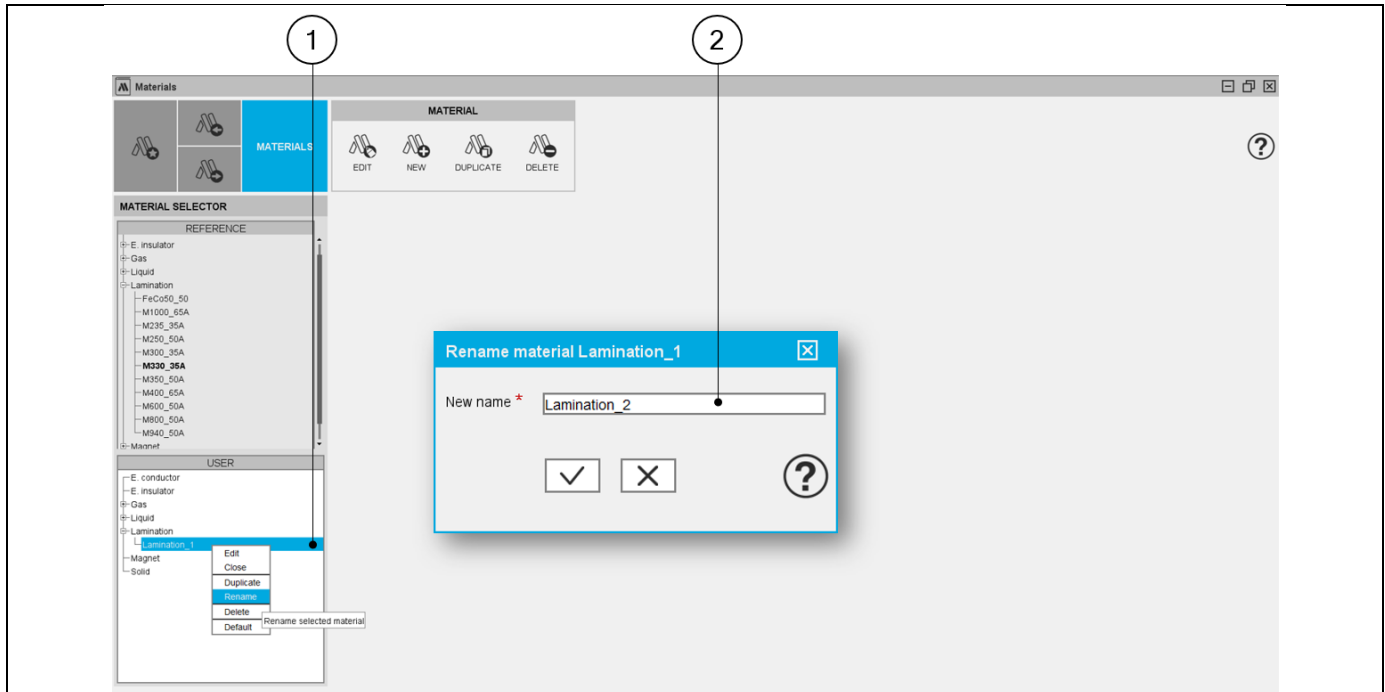 1
2
Materials
MATERIALS
MATERIAL
EDIT
NEW
DUPLICATE
DELETE
?
MATERIAL SELECTOR
REFERENCE
E. insulator
Gas
Liquid
Lamination
FeCo50_50
M1000_65A
M235_35A
M250_50A
M300_35A
M330_35A
M350_50A
M400_65A
M600_50A
M800_50A
M940_50A
Magnet
USER
E. conductor
E. insulator
Gas
Liquid
Lamination
Lamination_1
Magnet
Solid
Edit
Close
Duplicate
Rename
Delete
Default
Rename selected material
Rename material Lamination_1
New name *
Lamination_2
?